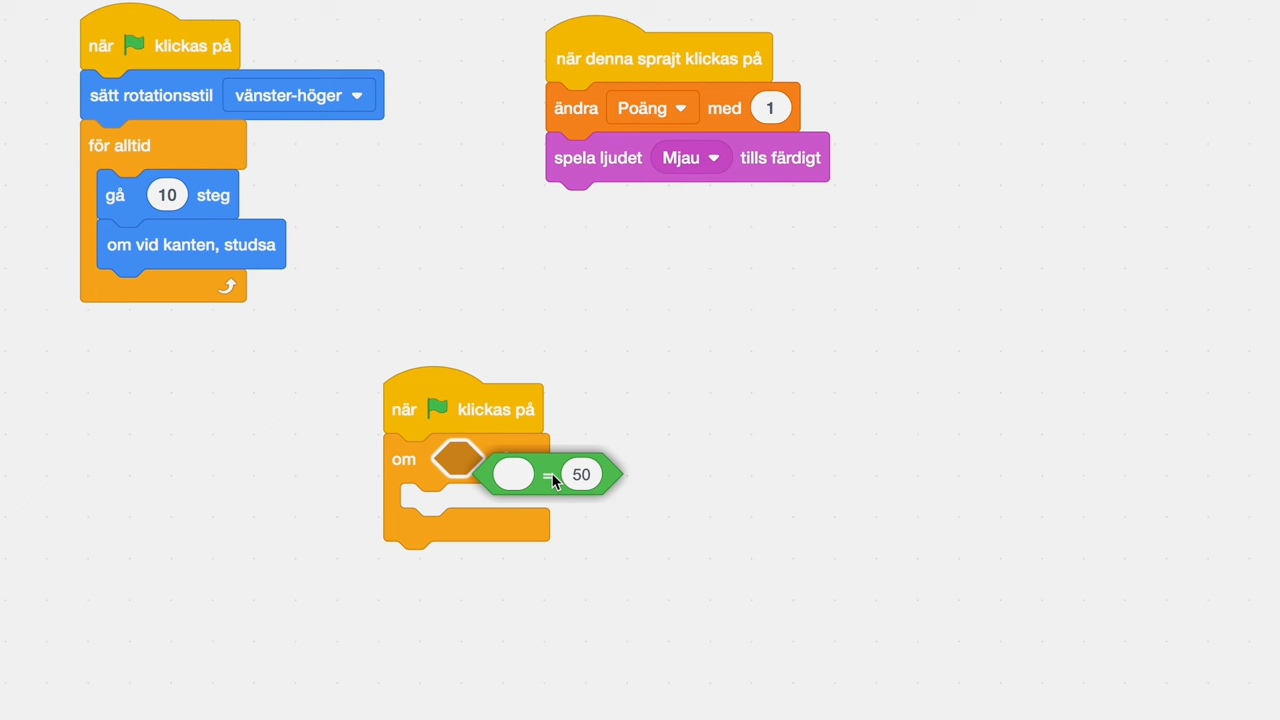 när klickas på
sätt rotationsstil vänster-höger
för alltid
gå 10 steg
om vid kanten, studsa
när denna sprajt klickas på
ändra Poäng med 1
spela ljudet Mjau tills färdigt
när klickas på
om
= 50